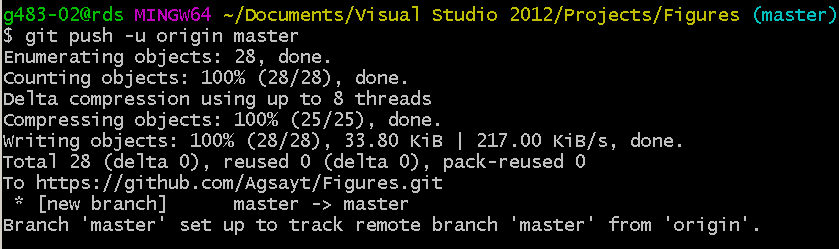 g483-02@rds MINGW64 ~/Documents/Visual Studio 2012/Projects/Figures (master)
$ git push -u origin master
Enumerating objects: 28, done.
Counting objects: 100% (28/28), done.
Delta compression using up to 8 threads
Compressing objects: 100% (25/25), done.
Writing objects: 100% (28/28), 33.80 KiB | 217.00 KiB/s, done.
Total 28 (delta 0), reused 0 (delta 0), pack-reused 0
To https://github.com/Agsayt/Figures.git
 * [new branch]      master -> master
Branch 'master' set up to track remote branch 'master' from 'origin'.